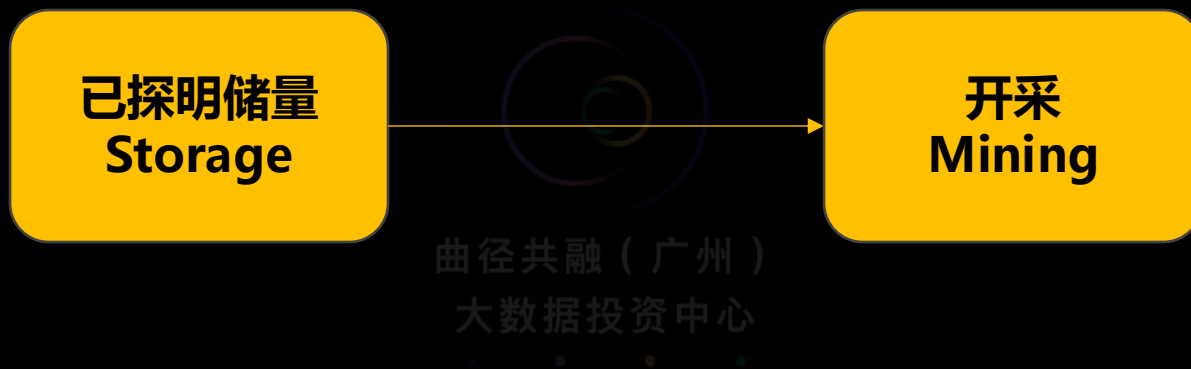 已探明储量
Storage
开采
Mining
曲径共融（广州）
大数据投资中心